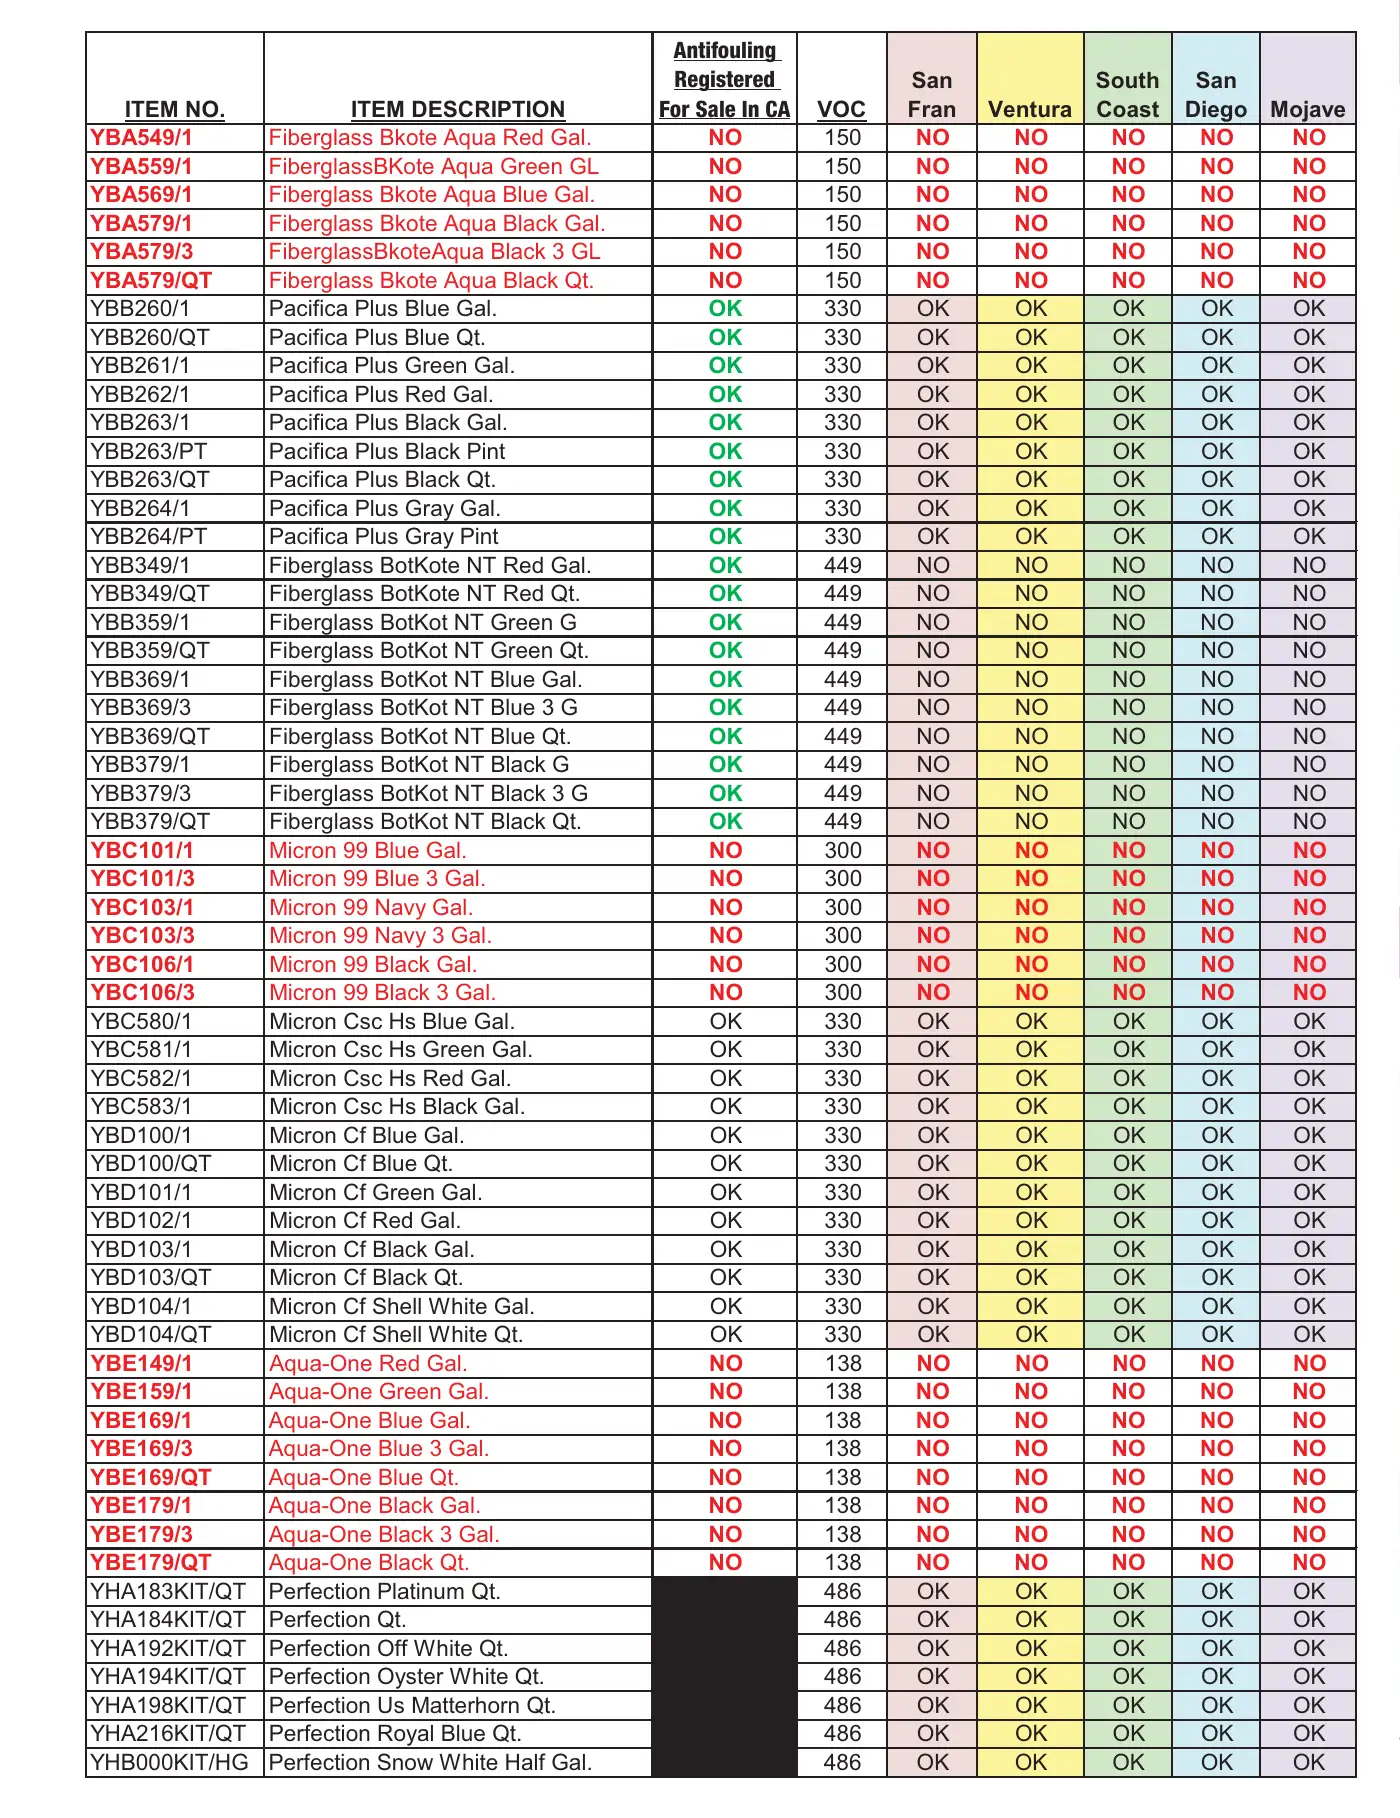 ITEM NO. ITEM DESCRIPTION Antifouling Registered For Sale In CA VOC San Fran Ventura South Coast San Diego Mojave
YBA549/1 Fiberglass Bkote Aqua Red Gal. NO 150 NO NO NO NO NO
YBA559/1 FiberglassBKote Aqua Green GL NO 150 NO NO NO NO NO
YBA569/1 Fiberglass Bkote Aqua Blue Gal. NO 150 NO NO NO NO NO
YBA579/1 Fiberglass Bkote Aqua Black Gal. NO 150 NO NO NO NO NO
YBA579/3 FiberglassBkoteAqua Black 3 GL NO 150 NO NO NO NO NO
YBA579/QT Fiberglass Bkote Aqua Black Qt. NO 150 NO NO NO NO NO
YBB260/1 Pacifica Plus Blue Gal. OK 330 OK OK OK OK OK
YBB260/QT Pacifica Plus Blue Qt. OK 330 OK OK OK OK OK
YBB261/1 Pacifica Plus Green Gal. OK 330 OK OK OK OK OK
YBB262/1 Pacifica Plus Red Gal. OK 330 OK OK OK OK OK
YBB263/1 Pacifica Plus Black Gal. OK 330 OK OK OK OK OK
YBB263/PT Pacifica Plus Black Pint OK 330 OK OK OK OK OK
YBB263/QT Pacifica Plus Black Qt. OK 330 OK OK OK OK OK
YBB264/1 Pacifica Plus Gray Gal. OK 330 OK OK OK OK OK
YBB264/PT Pacifica Plus Gray Pint OK 330 OK OK OK OK OK
YBB349/1 Fiberglass BotKote NT Red Gal. OK 449 NO NO NO NO NO
YBB349/QT Fiberglass BotKote NT Red Qt. OK 449 NO NO NO NO NO
YBB359/1 Fiberglass BotKot NT Green G OK 449 NO NO NO NO NO
YBB359/QT Fiberglass BotKot NT Green Qt. OK 449 NO NO NO NO NO
YBB369/1 Fiberglass BotKot NT Blue Gal. OK 449 NO NO NO NO NO
YBB369/3 Fiberglass BotKot NT Blue 3 G OK 449 NO NO NO NO NO
YBB369/QT Fiberglass BotKot NT Blue Qt. OK 449 NO NO NO NO NO
YBB379/1 Fiberglass BotKot NT Black G OK 449 NO NO NO NO NO
YBB379/3 Fiberglass BotKot NT Black 3 G OK 449 NO NO NO NO NO
YBB379/QT Fiberglass BotKot NT Black Qt. OK 449 NO NO NO NO NO
YBC101/1 Micron 99 Blue Gal. NO 300 NO NO NO NO NO
YBC101/3 Micron 99 Blue 3 Gal. NO 300 NO NO NO NO NO
YBC103/1 Micron 99 Navy Gal. NO 300 NO NO NO NO NO
YBC103/3 Micron 99 Navy 3 Gal. NO 300 NO NO NO NO NO
YBC106/1 Micron 99 Black Gal. NO 300 NO NO NO NO NO
YBC106/3 Micron 99 Black 3 Gal. NO 300 NO NO NO NO NO
YBC580/1 Micron Csc Hs Blue Gal. OK 330 OK OK OK OK OK
YBC581/1 Micron Csc Hs Green Gal. OK 330 OK OK OK OK OK
YBC582/1 Micron Csc Hs Red Gal. OK 330 OK OK OK OK OK
YBC583/1 Micron Csc Hs Black Gal. OK 330 OK OK OK OK OK
YBD100/1 Micron Cf Blue Gal. OK 330 OK OK OK OK OK
YBD100/QT Micron Cf Blue Qt. OK 330 OK OK OK OK OK
YBD101/1 Micron Cf Green Gal. OK 330 OK OK OK OK OK
YBD102/1 Micron Cf Red Gal. OK 330 OK OK OK OK OK
YBD103/1 Micron Cf Black Gal. OK 330 OK OK OK OK OK
YBD103/QT Micron Cf Black Qt. OK 330 OK OK OK OK OK
YBD104/1 Micron Cf Shell White Gal. OK 330 OK OK OK OK OK
YBD104/QT Micron Cf Shell White Qt. OK 330 OK OK OK OK OK
YBE149/1 Aqua-One Red Gal. NO 138 NO NO NO NO NO
YBE159/1 Aqua-One Green Gal. NO 138 NO NO NO NO NO
YBE169/1 Aqua-One Blue Gal. NO 138 NO NO NO NO NO
YBE169/3 Aqua-One Blue 3 Gal. NO 138 NO NO NO NO NO
YBE169/QT Aqua-One Blue Qt. NO 138 NO NO NO NO NO
YBE179/1 Aqua-One Black Gal. NO 138 NO NO NO NO NO
YBE179/3 Aqua-One Black 3 Gal. NO 138 NO NO NO NO NO
YBE179/QT Aqua-One Black Qt. NO 138 NO NO NO NO NO
YHA183KIT/QT Perfection Platinum Qt. 486 OK OK OK OK OK
YHA184KIT/QT Perfection Qt. 486 OK OK OK OK OK
YHA192KIT/QT Perfection Off White Qt. 486 OK OK OK OK OK
YHA194KIT/QT Perfection Oyster White Qt. 486 OK OK OK OK OK
YHA198KIT/QT Perfection Us Matterhorn Qt. 486 OK OK OK OK OK
YHA216KIT/QT Perfection Royal Blue Qt. 486 OK OK OK OK OK
YHB000KIT/HG Perfection Snow White Half Gal. 486 OK OK OK OK OK